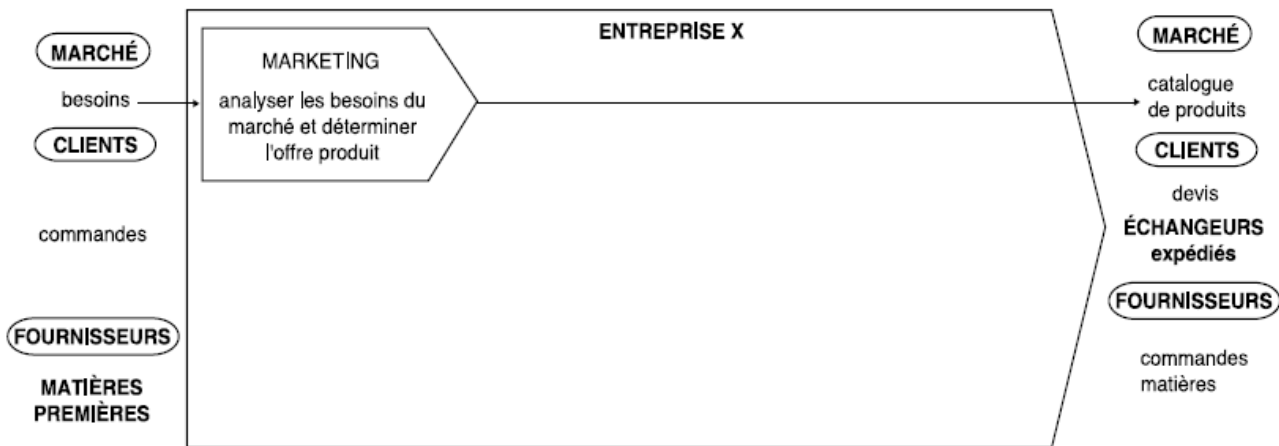 MARCHÉ
besoins
CLIENTS
commandes
FOURNISSEURS
MATIÈRES
PREMIÈRES
ENTREPRISE X
MARKETING
analyser les besoins du
marché et déterminer
l'offre produit
MARCHÉ
catalogue
de produits
CLIENTS
devis
ÉCHANGEURS
expédiés
FOURNISSEURS
commandes
matières